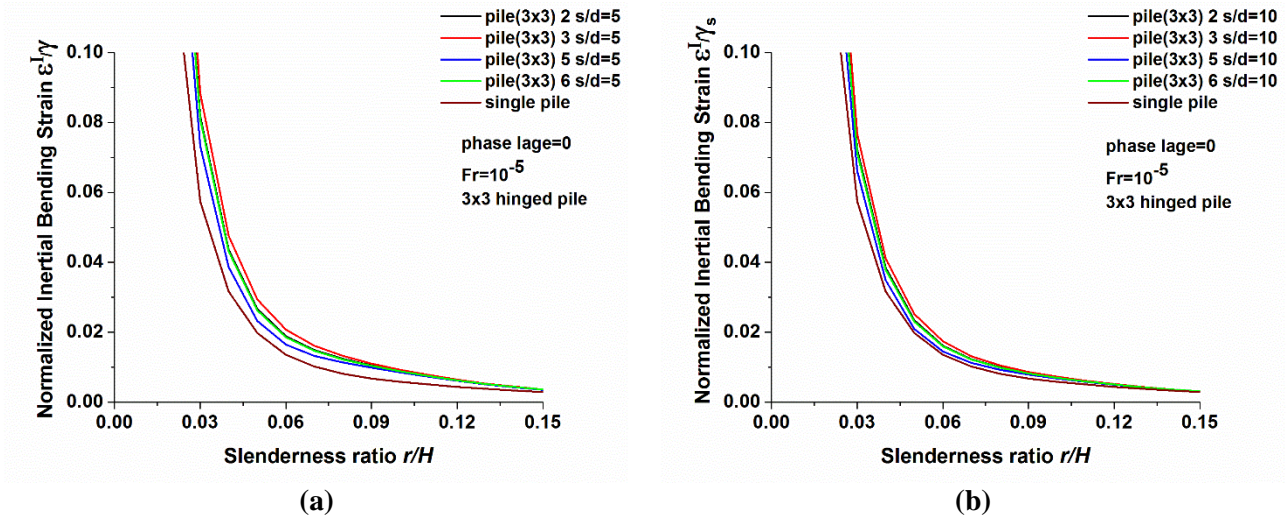 pile(3x3) 2 s/d=5
pile(3x3) 3 s/d=5
pile(3x3) 5 s/d=5
pile(3x3) 6 s/d=5
single pile
phase lage=0
Fr=10⁻⁵
3x3 hinged pile
Normalized Inertial Bending Strain εᴵ/γ
0.10
0.08
0.06
0.04
0.02
0.00
0.00 0.03 0.06 0.09 0.12 0.15
Slenderness ratio r/H
(a)
pile(3x3) 2 s/d=10
pile(3x3) 3 s/d=10
pile(3x3) 5 s/d=10
pile(3x3) 6 s/d=10
single pile
phase lage=0
Fr=10⁻⁵
3x3 hinged pile
Normalized Inertial Bending Strain εᴵ/γₛ
0.10
0.08
0.06
0.04
0.02
0.00
0.00 0.03 0.06 0.09 0.12 0.15
Slenderness ratio r/H
(b)